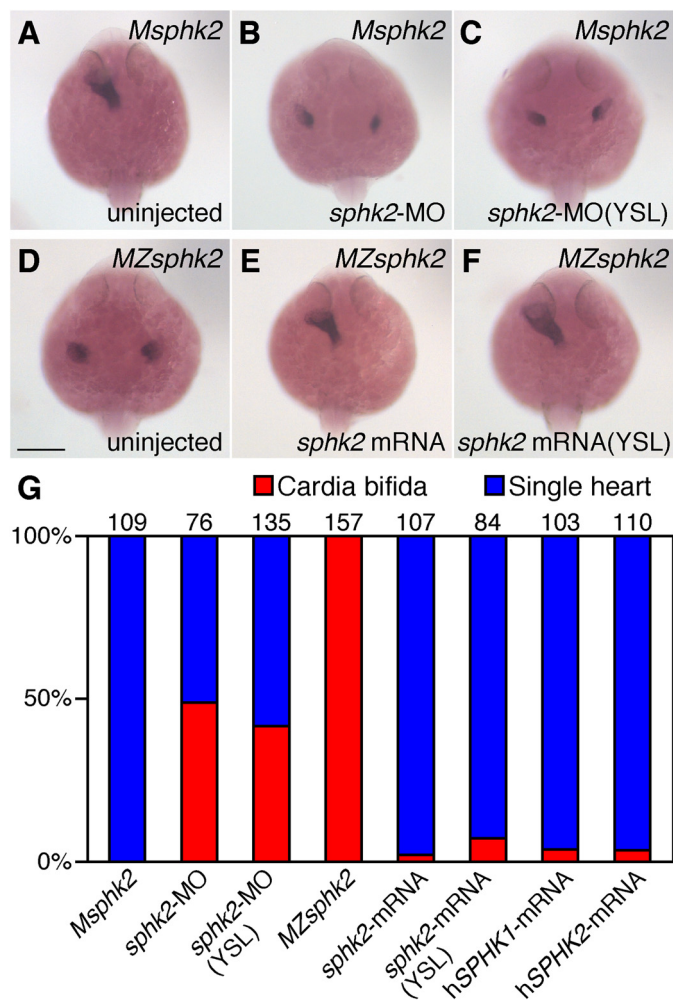 A Msphk2
uninjected
B Msphk2
sphk2-MO
C Msphk2
sphk2-MO(YSL)
D MZsphk2
uninjected
E MZsphk2
sphk2 mRNA
F MZsphk2
sphk2 mRNA(YSL)
G
Cardia bifida Single heart
109 76 135 157 107 84 103 110
100%
50%
0%
Msphk2
sphk2-MO
sphk2-MO
(YSL)
MZsphk2
sphk2-mRNA
sphk2-mRNA
(YSL)
hSPHK1-mRNA
hSPHK2-mRNA